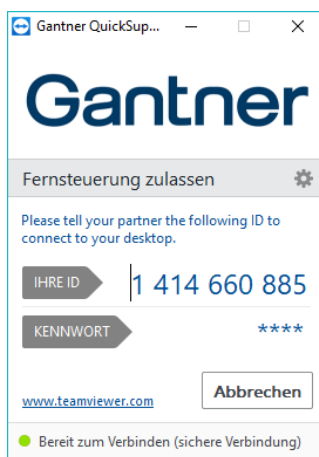 Gantner QuickSup...
Gantner
Fernsteuerung zulassen
Please tell your partner the following ID to
connect to your desktop.
IHRE ID 1 414 660 885
KENNWORT ****
www.teamviewer.com Abbrechen
Bereit zum Verbinden (sichere Verbindung)